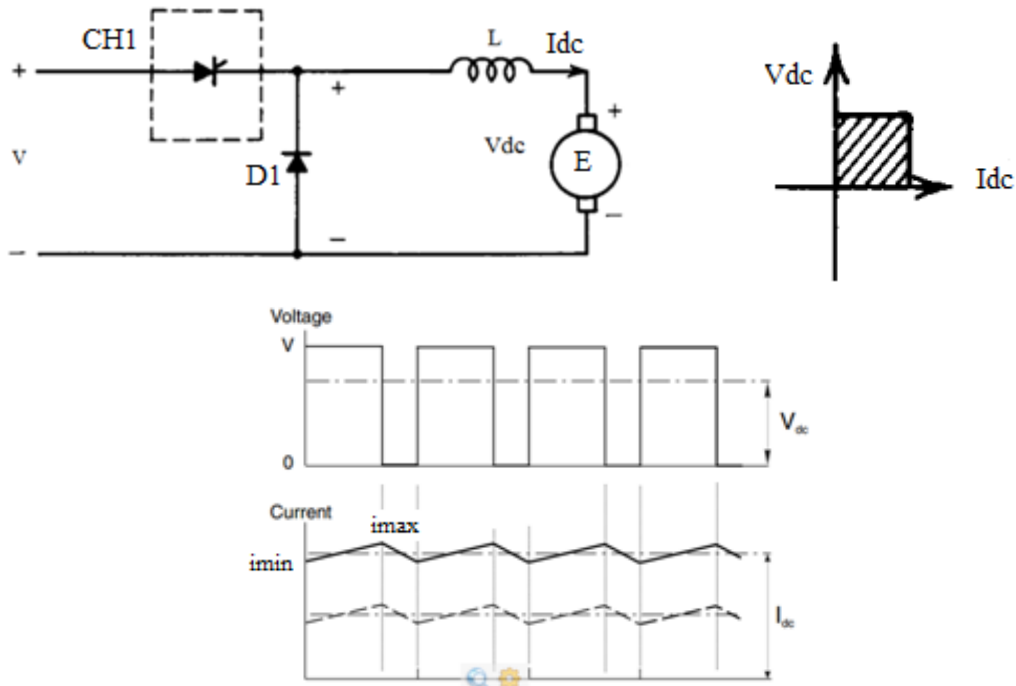 CH1
L
Idc
+
+
+
V
D1
Vdc
E
−
−
−
Vdc
Idc
Voltage
V
Vdc
0
Current
imax
imin
Idc